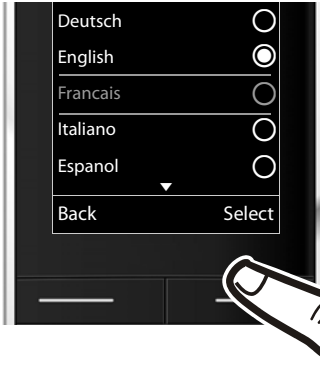 Deutsch
English
Francais
Italiano
Espanol
Back Select